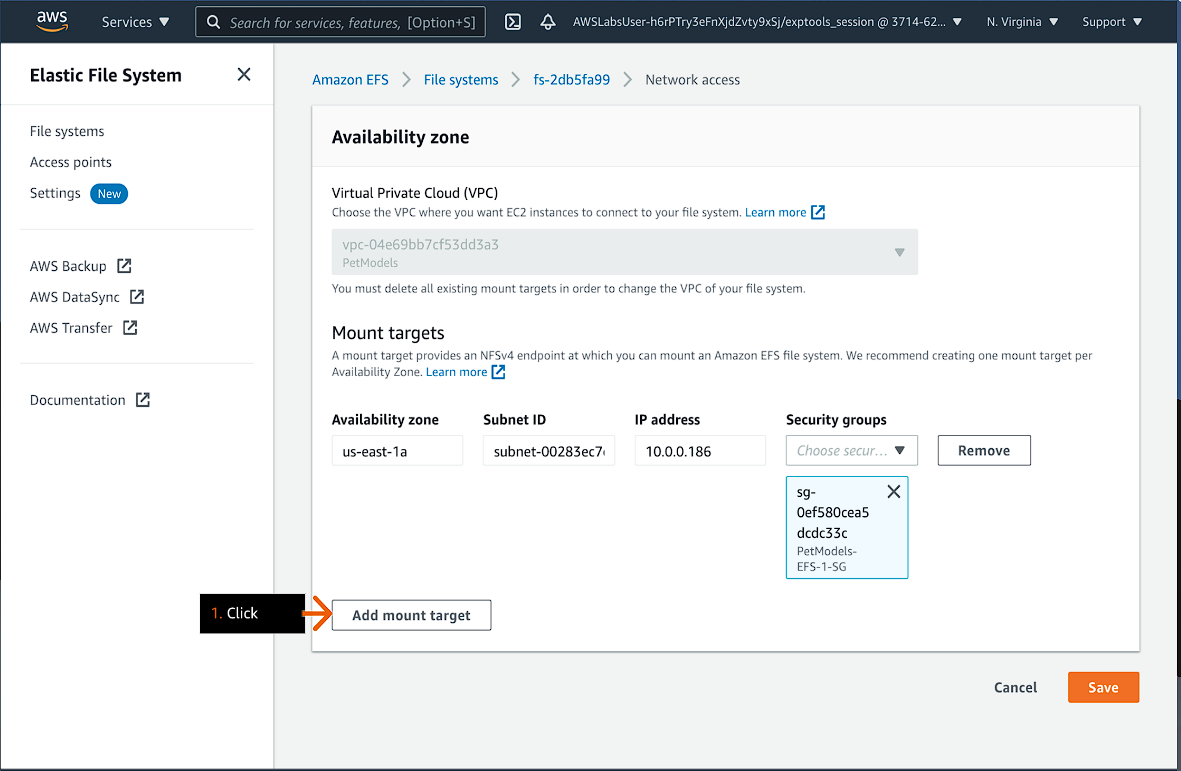 aws
Services
Search for services, features, [Option+S]
AWSLabsUser-h6rPTry3eFnXjdZvty9xSj/exptools_session @ 3714-62...
N. Virginia
Support
Elastic File System
File systems
Access points
Settings New
AWS Backup
AWS DataSync
AWS Transfer
Documentation
Amazon EFS
File systems
fs-2db5fa99
Network access
Availability zone
Virtual Private Cloud (VPC)
Choose the VPC where you want EC2 instances to connect to your file system. Learn more
vpc-04e69bb7cf53dd3a3
PetModels
You must delete all existing mount targets in order to change the VPC of your file system.
Mount targets
A mount target provides an NFSv4 endpoint at which you can mount an Amazon EFS file system. We recommend creating one mount target per
Availability Zone. Learn more
Availability zone
Subnet ID
IP address
Security groups
us-east-1a
subnet-00283ec7
10.0.0.186
Choose secur...
Remove
sg-
0ef580cea5
dcdc33c
PetModels-
EFS-1-SG
1. Click
Add mount target
Cancel
Save